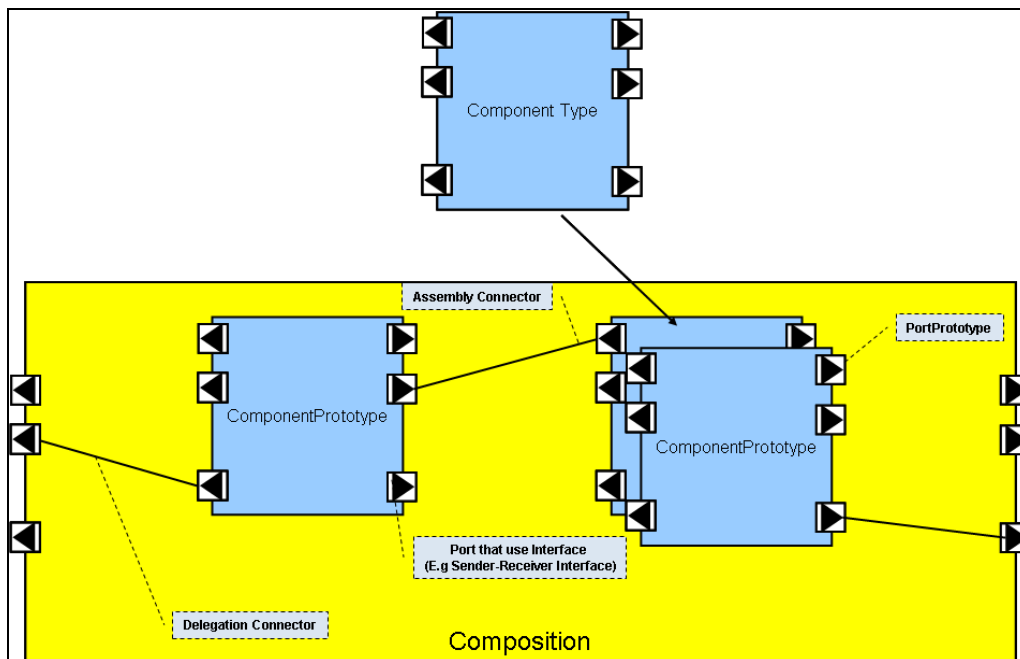 Component Type
Assembly Connector
PortPrototype
ComponentPrototype
ComponentPrototype
Port that use Interface
(E.g Sender-Receiver Interface)
Delegation Connector
Composition